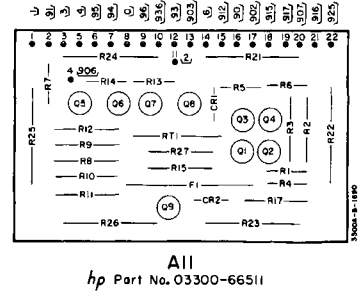 1 2 3 5 6 7 8 9 10 12 13 14 15 16 17 18 19 20 21 22
R24 11 2 R21
4 906
R7 R14 R13 CR1 R5 R6
Q5 Q6 Q7 Q8
Q3 Q4
R25 R12 RT1 R3 R2 R22
R9 R27 Q1 Q2
R8 R15 R1
R10 F1 R4
R11 CR2 R17
Q9
R26 R23
3300A-B-1690
A11
hp Part No. 03300-66511